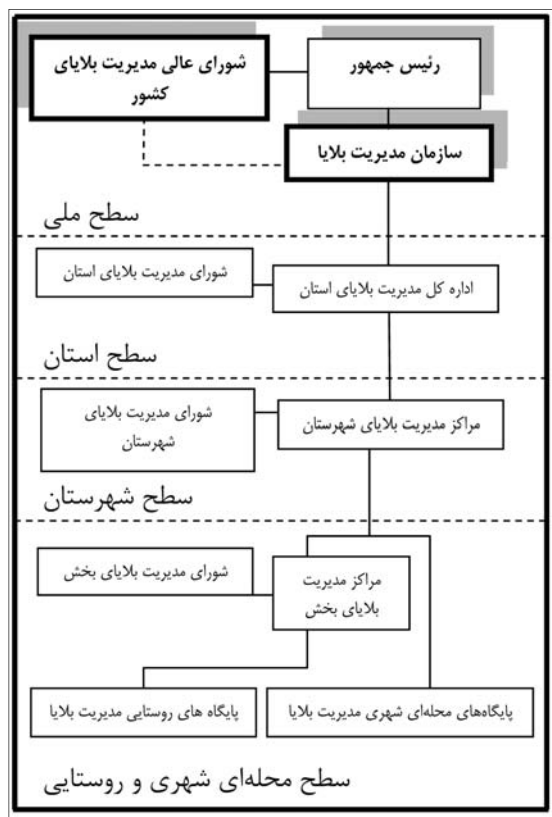 رئیس جمهور
شورای عالی مدیریت بلایای
کشور
سازمان مدیریت بلایا
سطح ملی
اداره کل مدیریت بلایای استان
شورای مدیریت بلایای استان
سطح استان
مراکز مدیریت بلایای شهرستان
شورای مدیریت بلایای
شهرستان
سطح شهرستان
مراکز مدیریت
بلایای بخش
شورای مدیریت بلایای بخش
پایگاه‌های محله‌ای شهری مدیریت بلایا
پایگاه های روستایی مدیریت بلایا
سطح محله‌ای شهری و روستایی